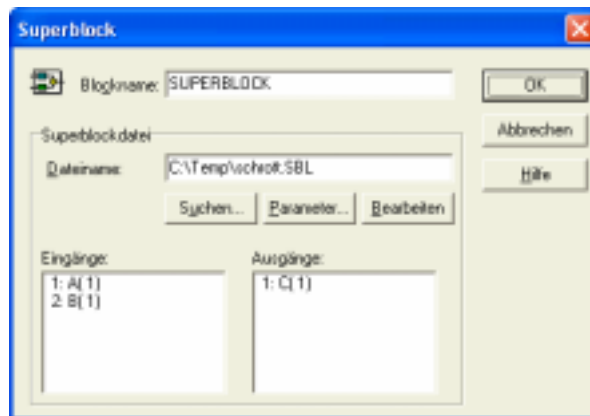 Superblock
Blockname: SUPERBLOCK
OK
Superblockdatei
Abbrechen
Dateiname: C:\Temp\schrott.SBL
Hilfe
Suchen... Parameter... Bearbeiten
Eingänge: Ausgänge:
1: A(1) 1: C(1)
2: B(1)